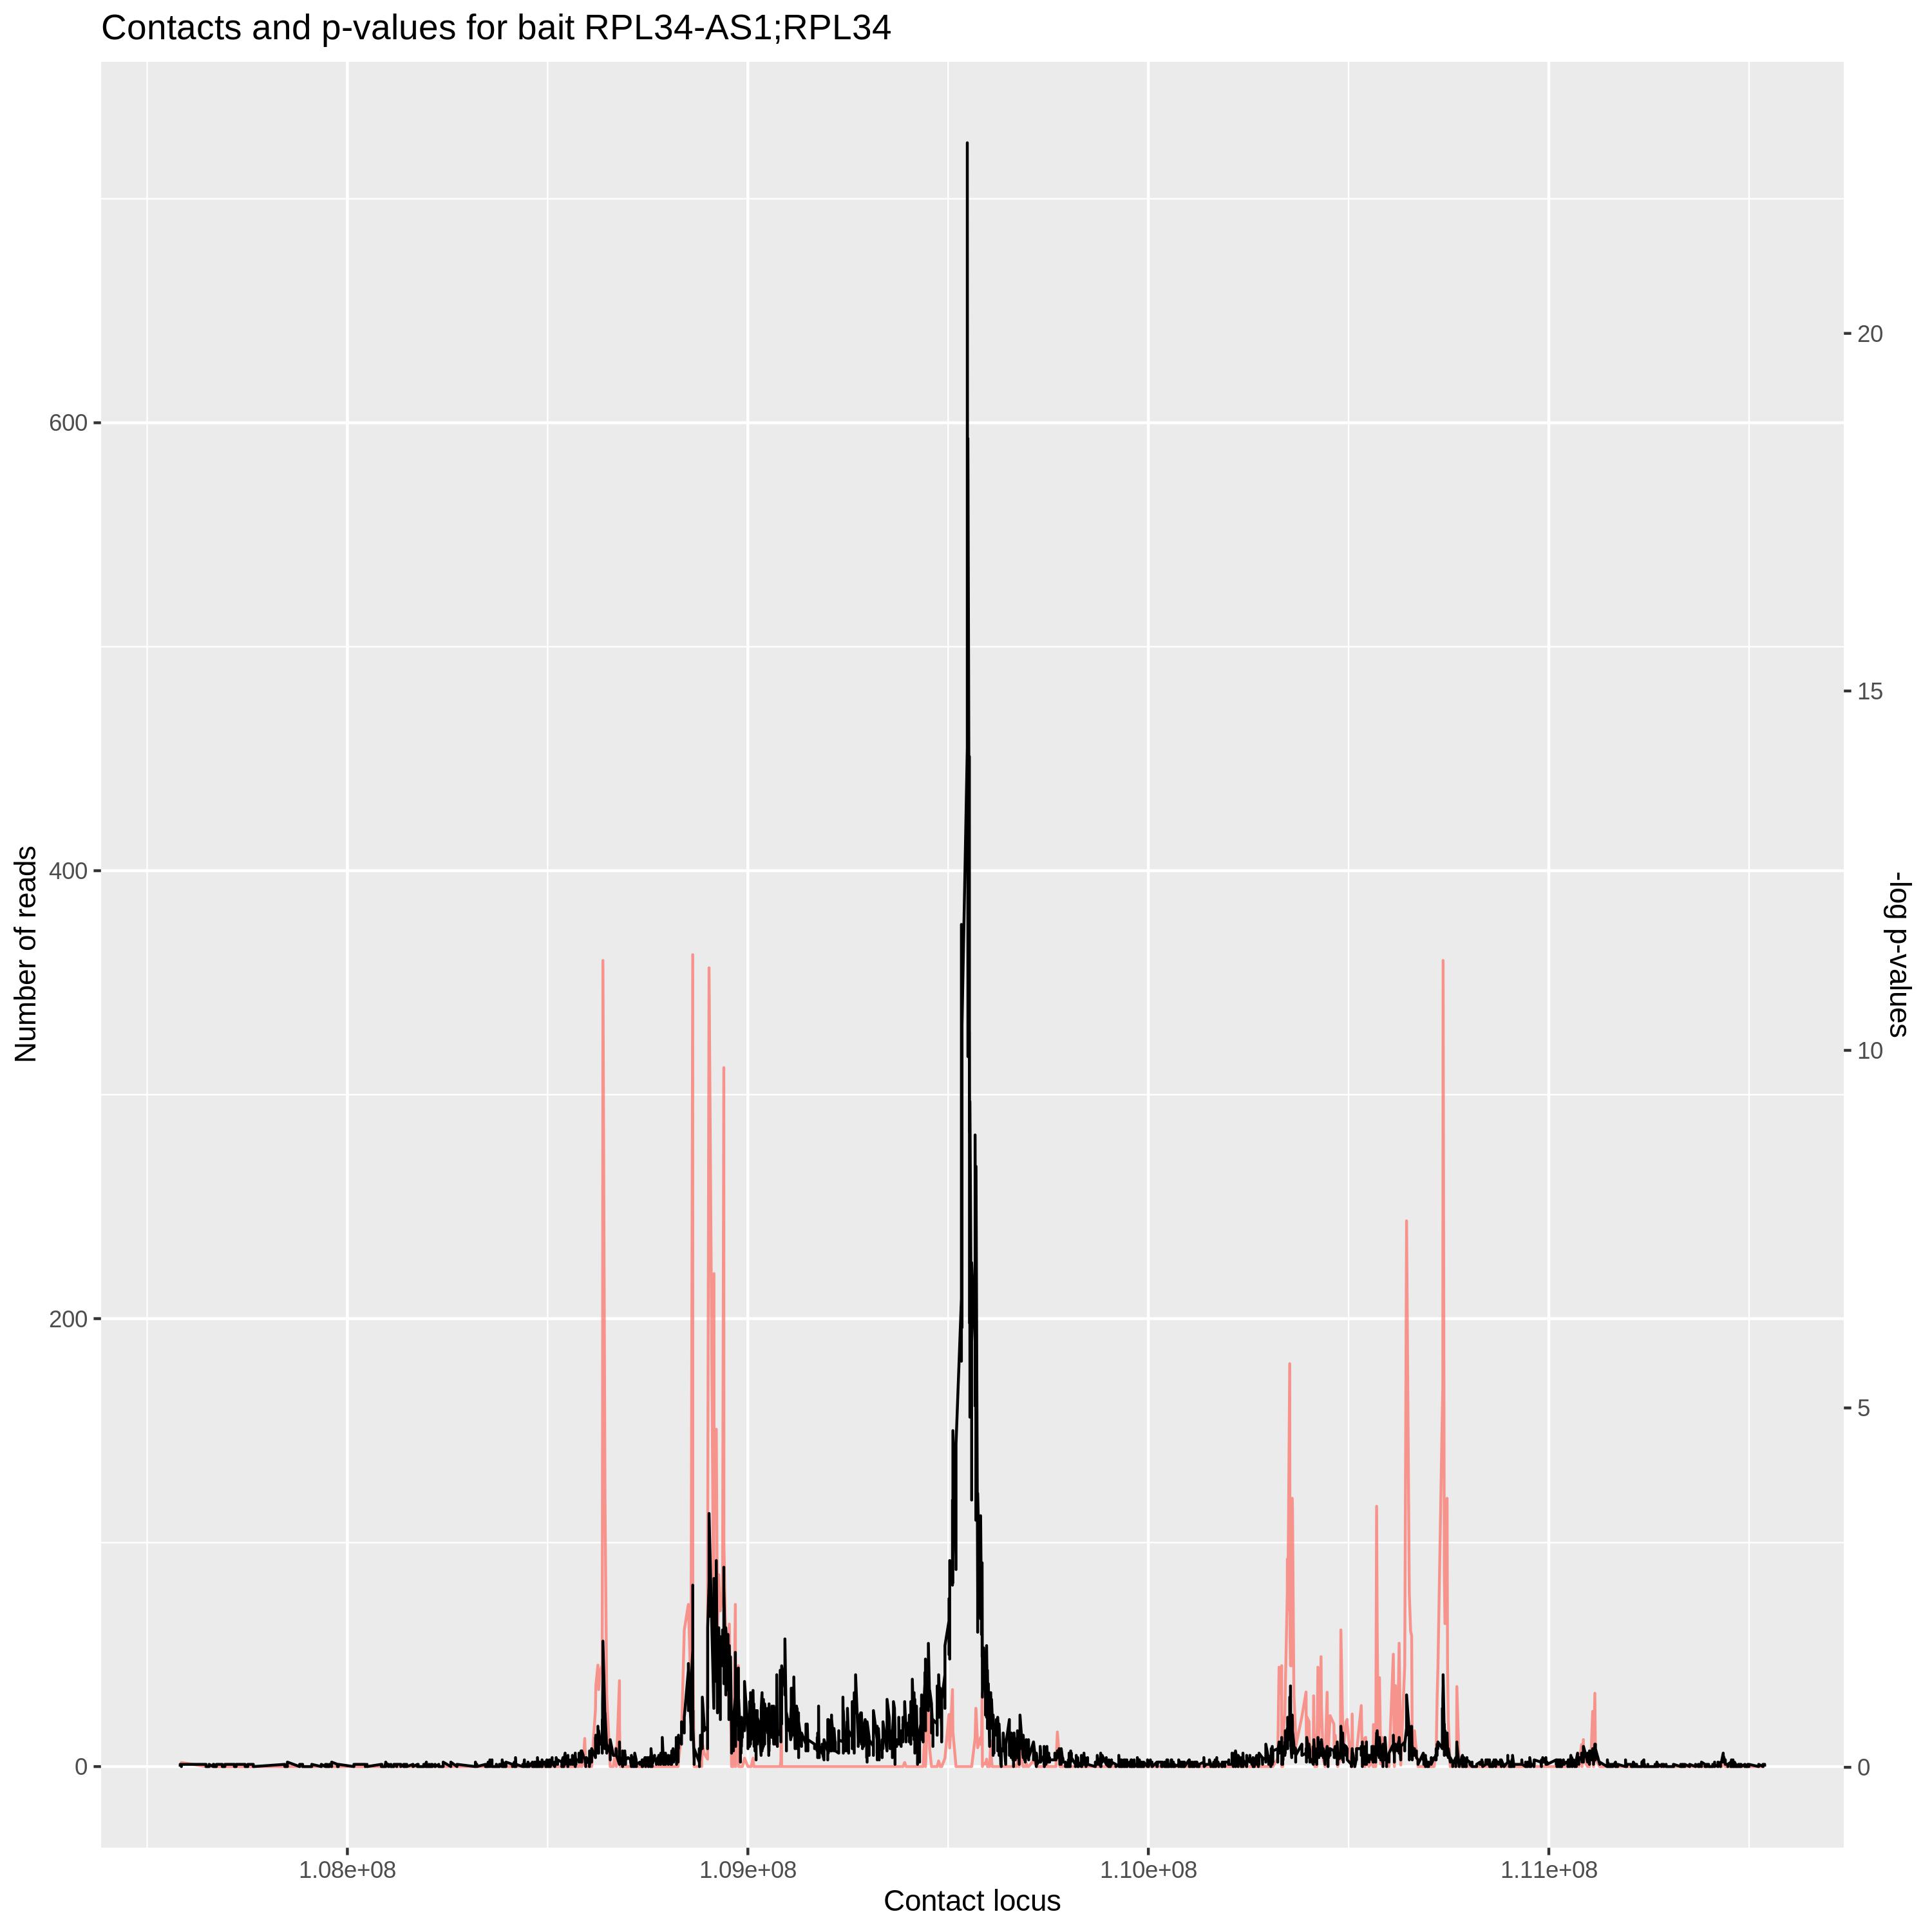 Contacts and p-values for bait RPL34-AS1;RPL34
Number of reads
600
400
200
0
20
15
10
5
0
-log p-values
1.08e+08
1.09e+08
1.10e+08
1.11e+08
Contact locus